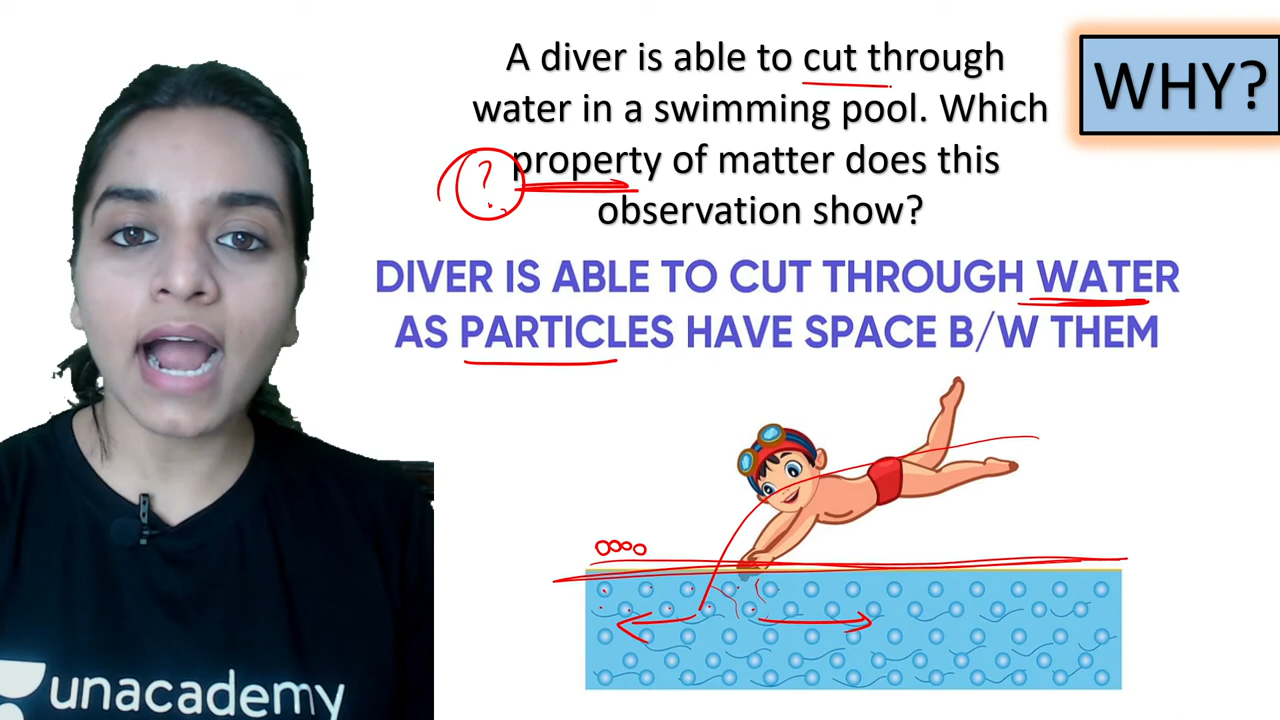 A diver is able to cut through
water in a swimming pool. Which
property of matter does this
observation show?
WHY?
?
DIVER IS ABLE TO CUT THROUGH WATER
AS PARTICLES HAVE SPACE B/W THEM
unacademy